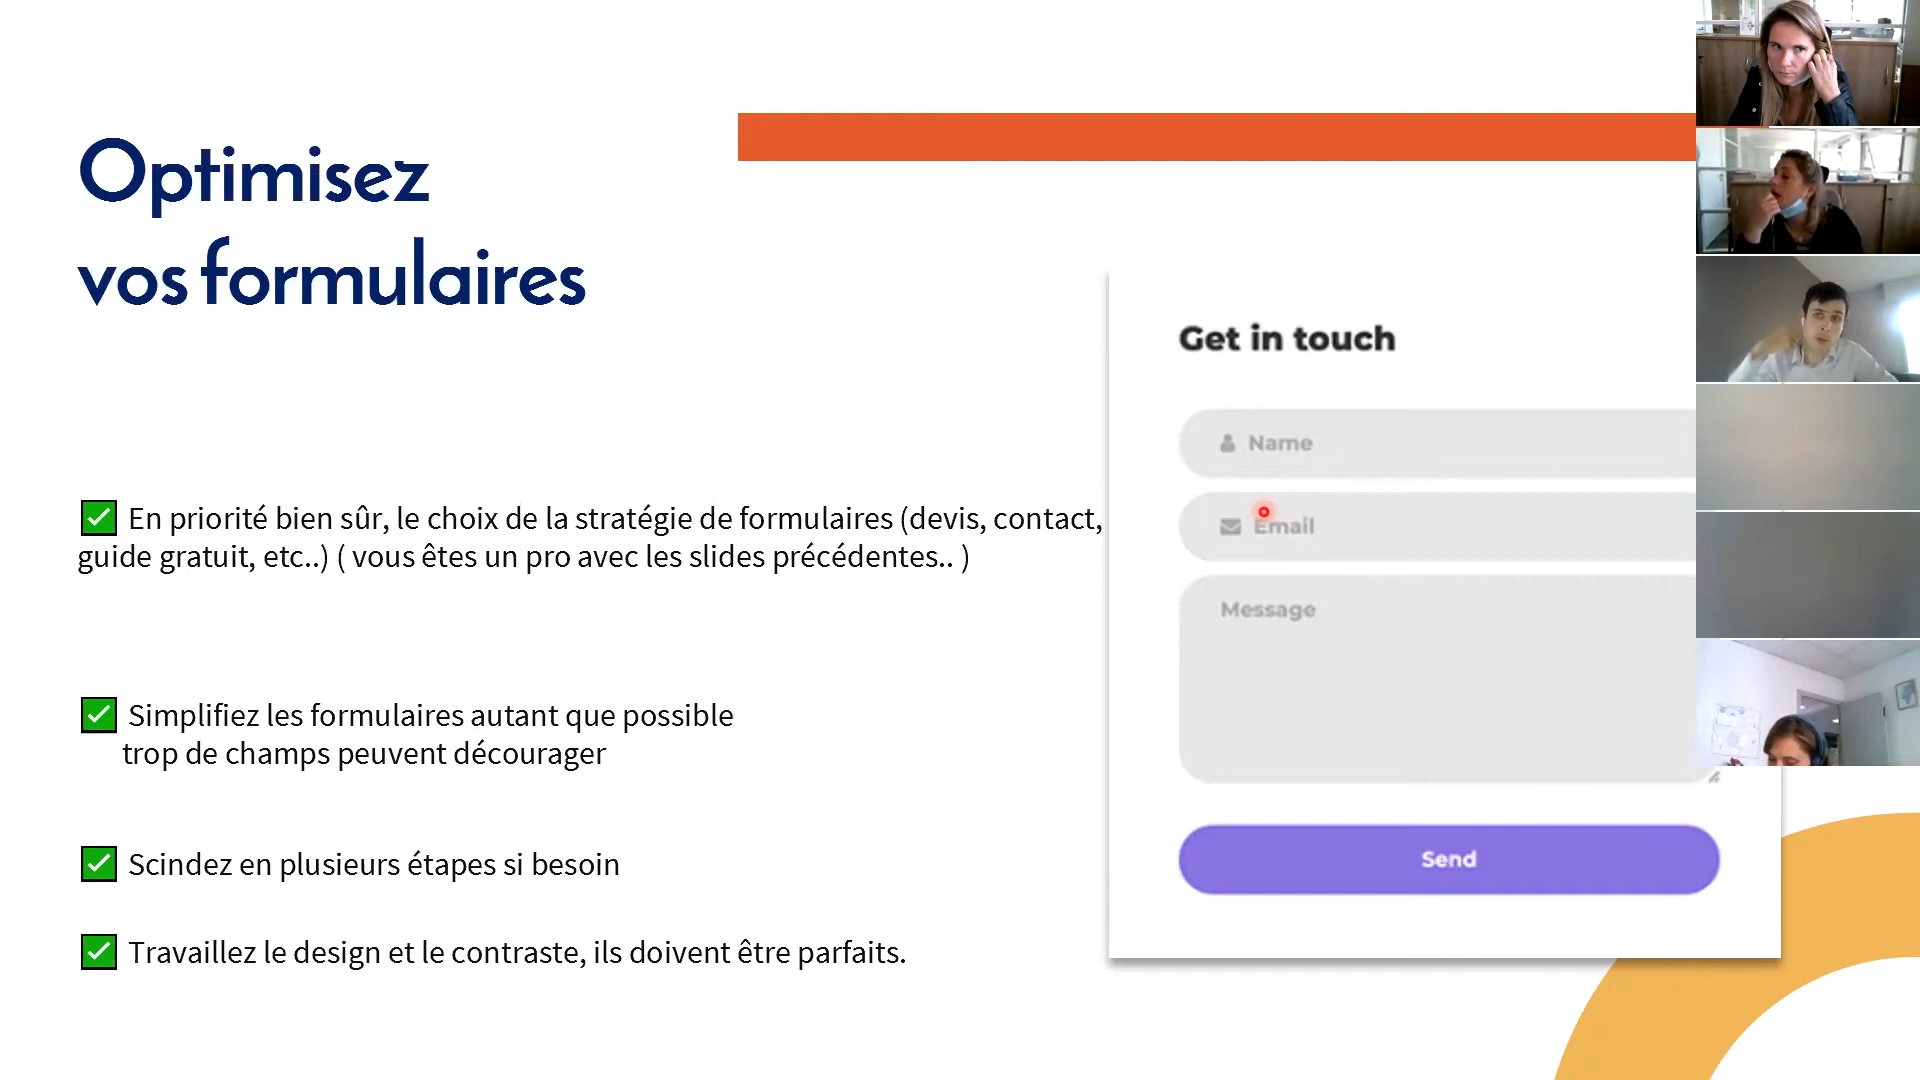 Optimisez
vos formulaires
✅ En priorité bien sûr, le choix de la stratégie de formulaires (devis, contact,
guide gratuit, etc..) ( vous êtes un pro avec les slides précédentes.. )
✅ Simplifiez les formulaires autant que possible
trop de champs peuvent décourager
✅ Scindez en plusieurs étapes si besoin
✅ Travaillez le design et le contraste, ils doivent être parfaits.
Get in touch
Name
Email
Message
Send